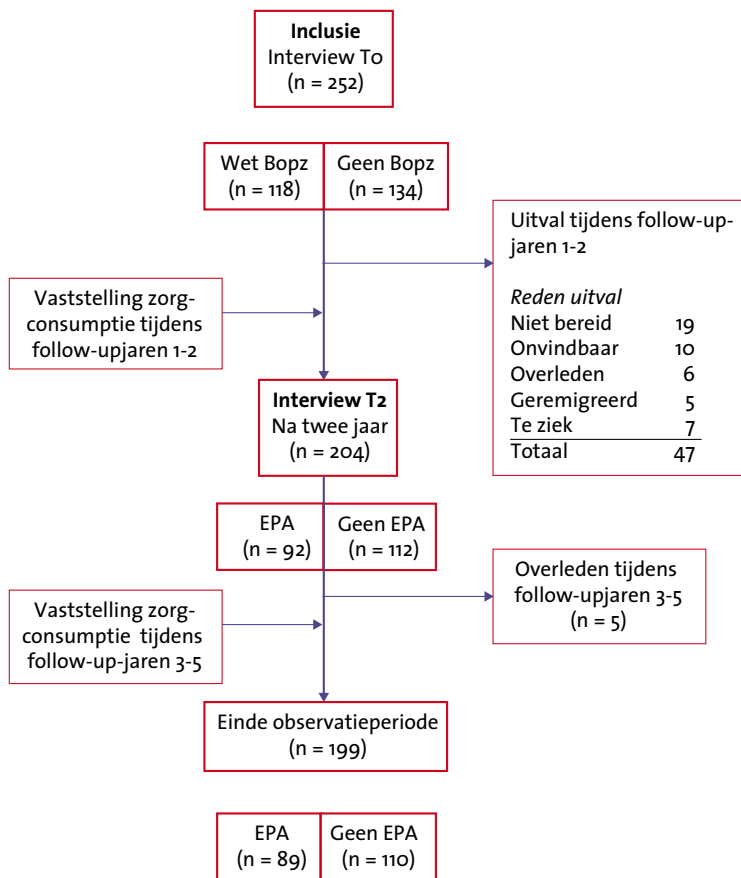 Inclusie
Interview T0
(n = 252)
Wet Bopz
(n = 118)
Geen Bopz
(n = 134)
Uitval tijdens follow-up-
jaren 1-2
Reden uitval
Niet bereid 19
Onvindbaar 10
Overleden 6
Geremigreerd 5
Te ziek 7
Totaal 47
Vaststelling zorg-
consumptie tijdens
follow-upjaren 1-2
Interview T2
Na twee jaar
(n = 204)
EPA
(n = 92)
Geen EPA
(n = 112)
Overleden tijdens
follow-upjaren 3-5
(n = 5)
Vaststelling zorg-
consumptie tijdens
follow-up-jaren 3-5
Einde observatieperiode
(n = 199)
EPA
(n = 89)
Geen EPA
(n = 110)